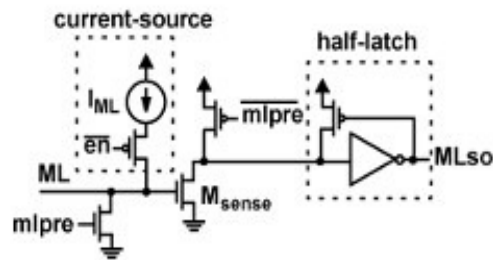 current-source
half-latch
I_ML
mlpre
en
ML
M_sense
MLso
mlpre